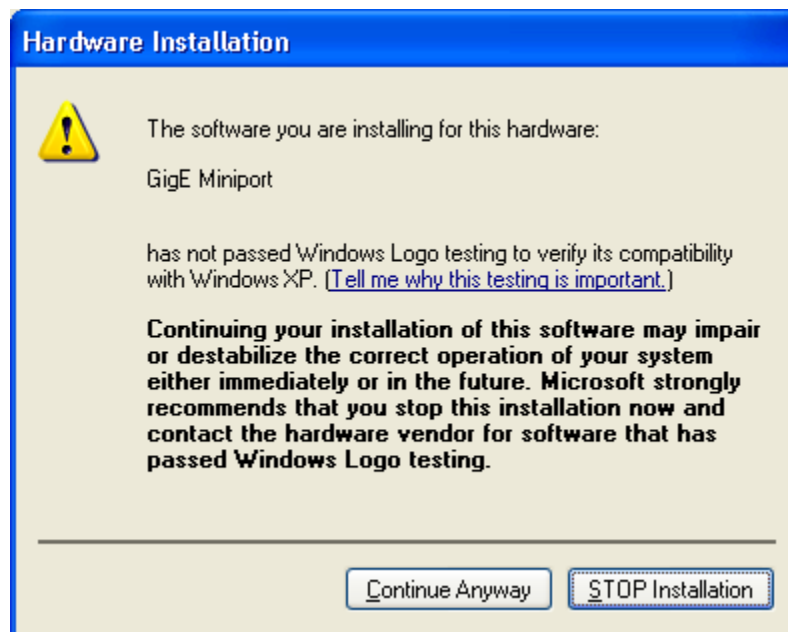 Hardware Installation
The software you are installing for this hardware:
GigE Miniport
has not passed Windows Logo testing to verify its compatibility
with Windows XP. (Tell me why this testing is important.)
Continuing your installation of this software may impair
or destabilize the correct operation of your system
either immediately or in the future. Microsoft strongly
recommends that you stop this installation now and
contact the hardware vendor for software that has
passed Windows Logo testing.
Continue Anyway
STOP Installation